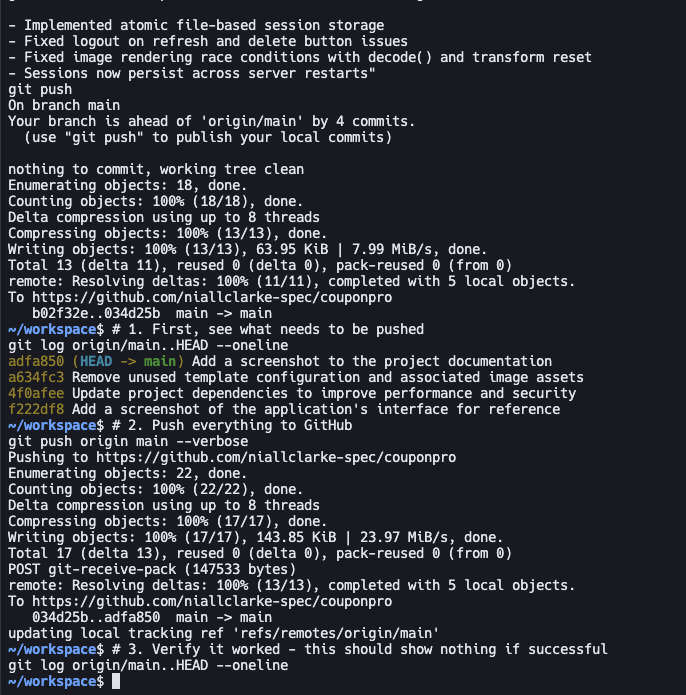 - Implemented atomic file-based session storage
- Fixed logout on refresh and delete button issues
- Fixed image rendering race conditions with decode() and transform reset
- Sessions now persist across server restarts"
git push
On branch main
Your branch is ahead of 'origin/main' by 4 commits.
  (use "git push" to publish your local commits)

nothing to commit, working tree clean
Enumerating objects: 18, done.
Counting objects: 100% (18/18), done.
Delta compression using up to 8 threads
Compressing objects: 100% (13/13), done.
Writing objects: 100% (13/13), 63.95 KiB | 7.99 MiB/s, done.
Total 13 (delta 11), reused 0 (delta 0), pack-reused 0 (from 0)
remote: Resolving deltas: 100% (11/11), completed with 5 local objects.
To https://github.com/niallclarke-spec/couponpro
   b02f32e..034d25b  main -> main
~/workspace$ # 1. First, see what needs to be pushed
git log origin/main..HEAD --oneline
adfa850 (HEAD -> main) Add a screenshot to the project documentation
a634fc3 Remove unused template configuration and associated image assets
4f0afee Update project dependencies to improve performance and security
f222df8 Add a screenshot of the application's interface for reference
~/workspace$ # 2. Push everything to GitHub
git push origin main --verbose
Pushing to https://github.com/niallclarke-spec/couponpro
Enumerating objects: 22, done.
Counting objects: 100% (22/22), done.
Delta compression using up to 8 threads
Compressing objects: 100% (17/17), done.
Writing objects: 100% (17/17), 143.85 KiB | 23.97 MiB/s, done.
Total 17 (delta 13), reused 0 (delta 0), pack-reused 0 (from 0)
POST git-receive-pack (147533 bytes)
remote: Resolving deltas: 100% (13/13), completed with 5 local objects.
To https://github.com/niallclarke-spec/couponpro
   034d25b..adfa850  main -> main
updating local tracking ref 'refs/remotes/origin/main'
~/workspace$ # 3. Verify it worked - this should show nothing if successful
git log origin/main..HEAD --oneline
~/workspace$